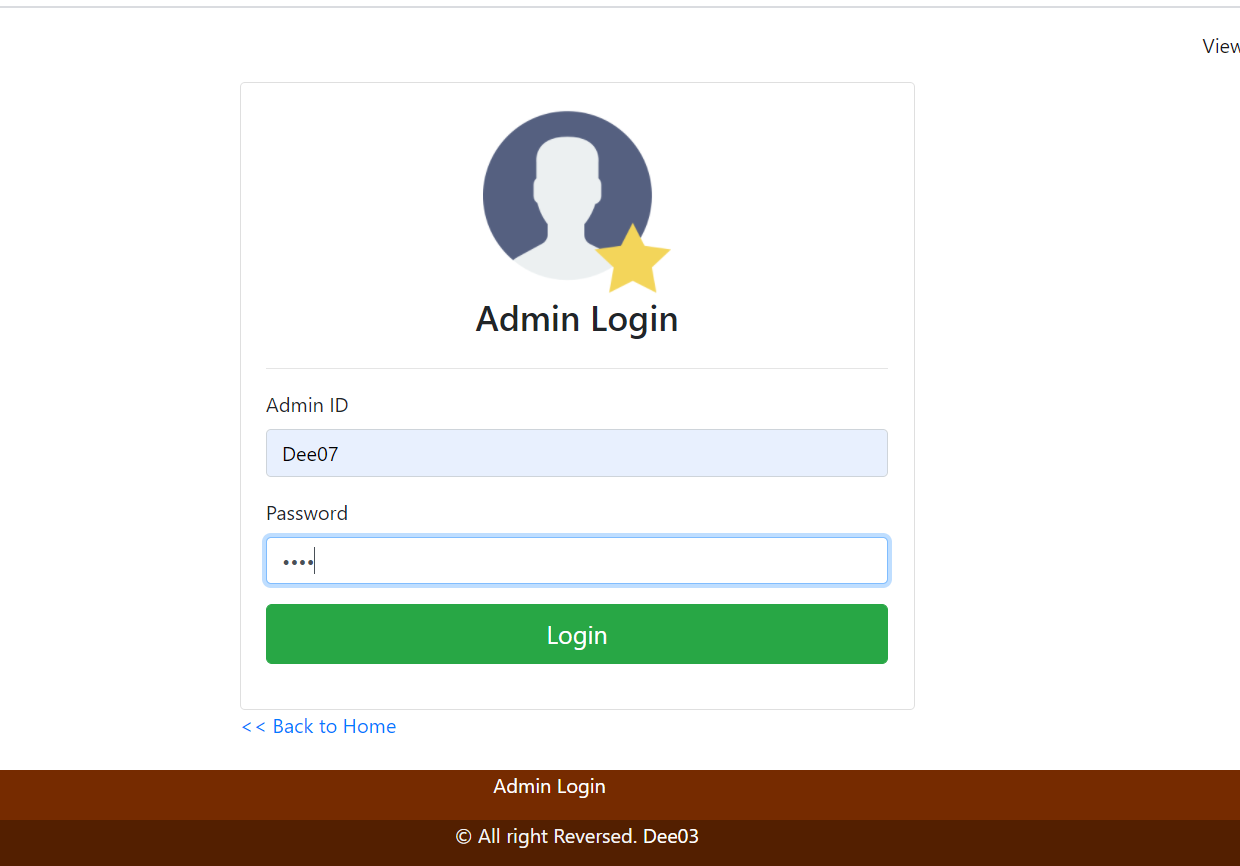 View
Admin Login
Admin ID
Dee07
Password
••••
Login
<< Back to Home
Admin Login
© All right Reversed. Dee03